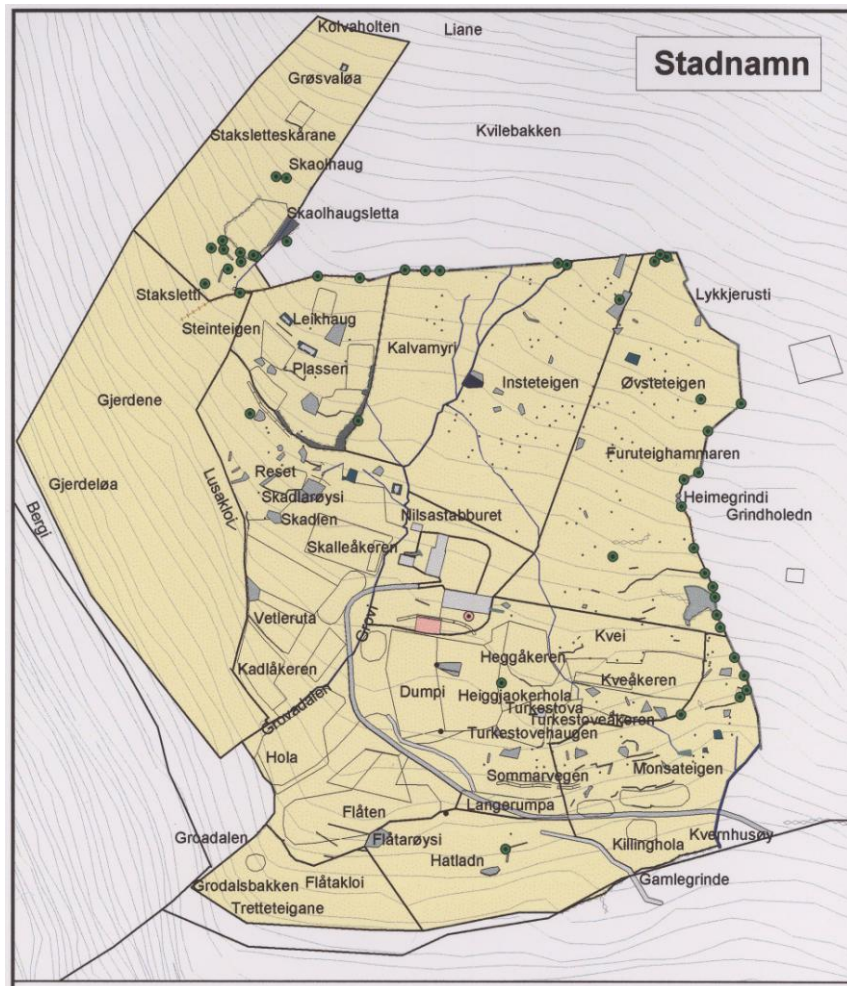 Kolvaholten
Liane
Stadnamn
Grøsvaløa
Staksletteskårane
Kvilebakken
Skaolhaug
Skaolhaugsletta
Staksletti
Lykkjerusti
Steinteigen
Leikhaug
Kalvamyri
Plassen
Insteteigen
Øvsteteigen
Gjerdene
Furuteighammaren
Gjerdeløa
Reset
Skadlarøysi
Heimegrindi
Lusakloi
Skadlen
Nilsastabburet
Grindholedn
Bergi
Skalleåkeren
Vetleruta
Grovi
Kvei
Heggåkeren
Kadlåkeren
Kveåkeren
Dumpi
Heiggjaokerhola
Turkestova
Grovadalen
Turkestoveåkeren
Turkestovehaugen
Hola
Sommarvegen
Monsateigen
Flåten
Langerumpa
Groadalen
Flåtarøysi
Killinghola
Kvernhusøy
Hatladn
Grodalsbakken
Flåtakloi
Gamlegrinde
Tretteteigane